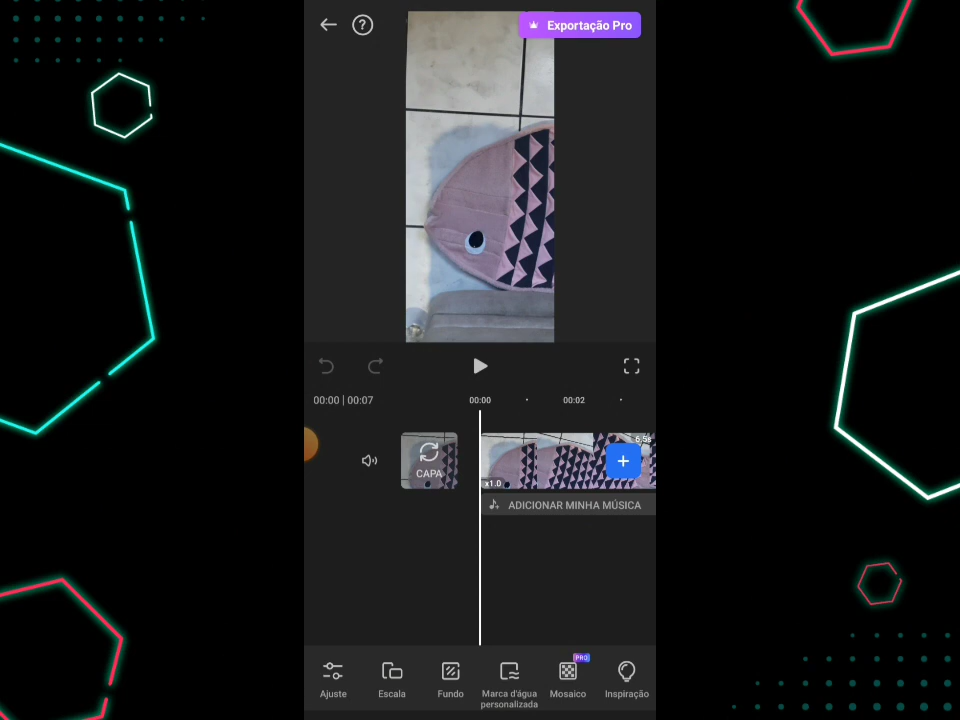 ?
Exportação Pro
00:00 | 00:07
00:00
00:02
6.5s
CAPA
x1.0
+
ADICIONAR MINHA MÚSICA
PRO
Ajuste
Escala
Fundo
Marca d'água
personalizada
Mosaico
Inspiração